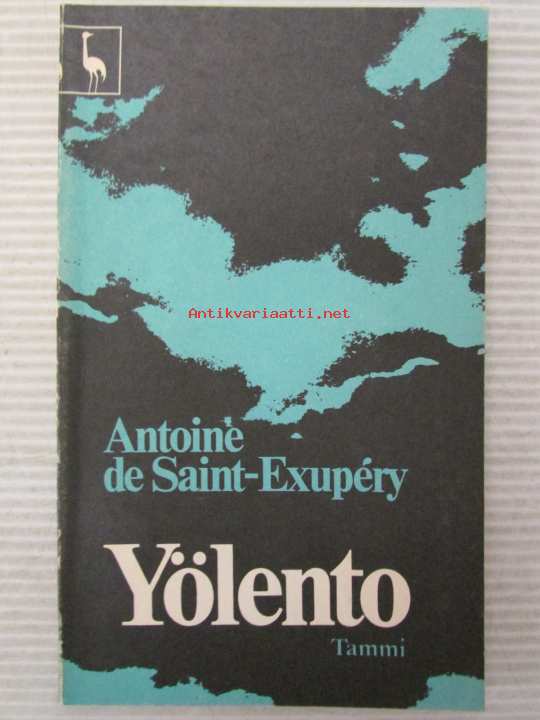 Antikvariaatti.net
Antoine
de Saint-Exupéry
Yölento
Tammi